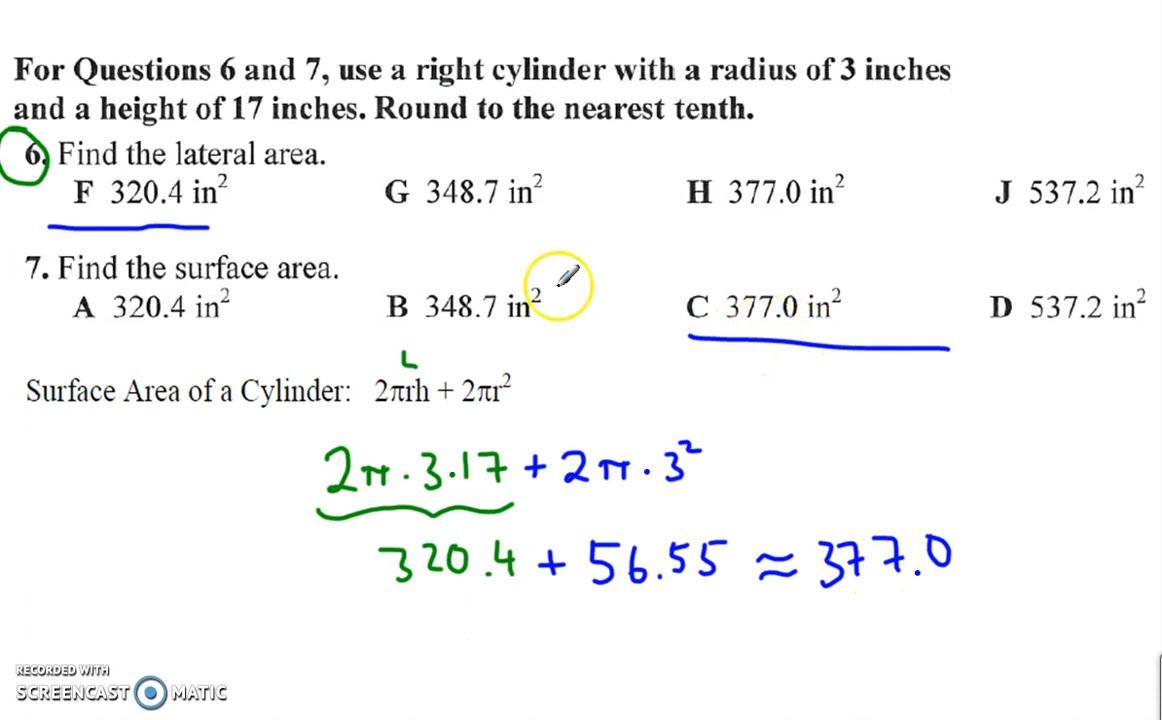 For Questions 6 and 7, use a right cylinder with a radius of 3 inches
and a height of 17 inches. Round to the nearest tenth.
6. Find the lateral area.
F 320.4 in² G 348.7 in² H 377.0 in² J 537.2 in²
7. Find the surface area.
A 320.4 in² B 348.7 in² C 377.0 in² D 537.2 in²
L
Surface Area of a Cylinder: 2πrh + 2πr²
2π·3·17 + 2π·3²
320.4 + 56.55 ≈ 377.0
RECORDED WITH
SCREENCAST MATIC